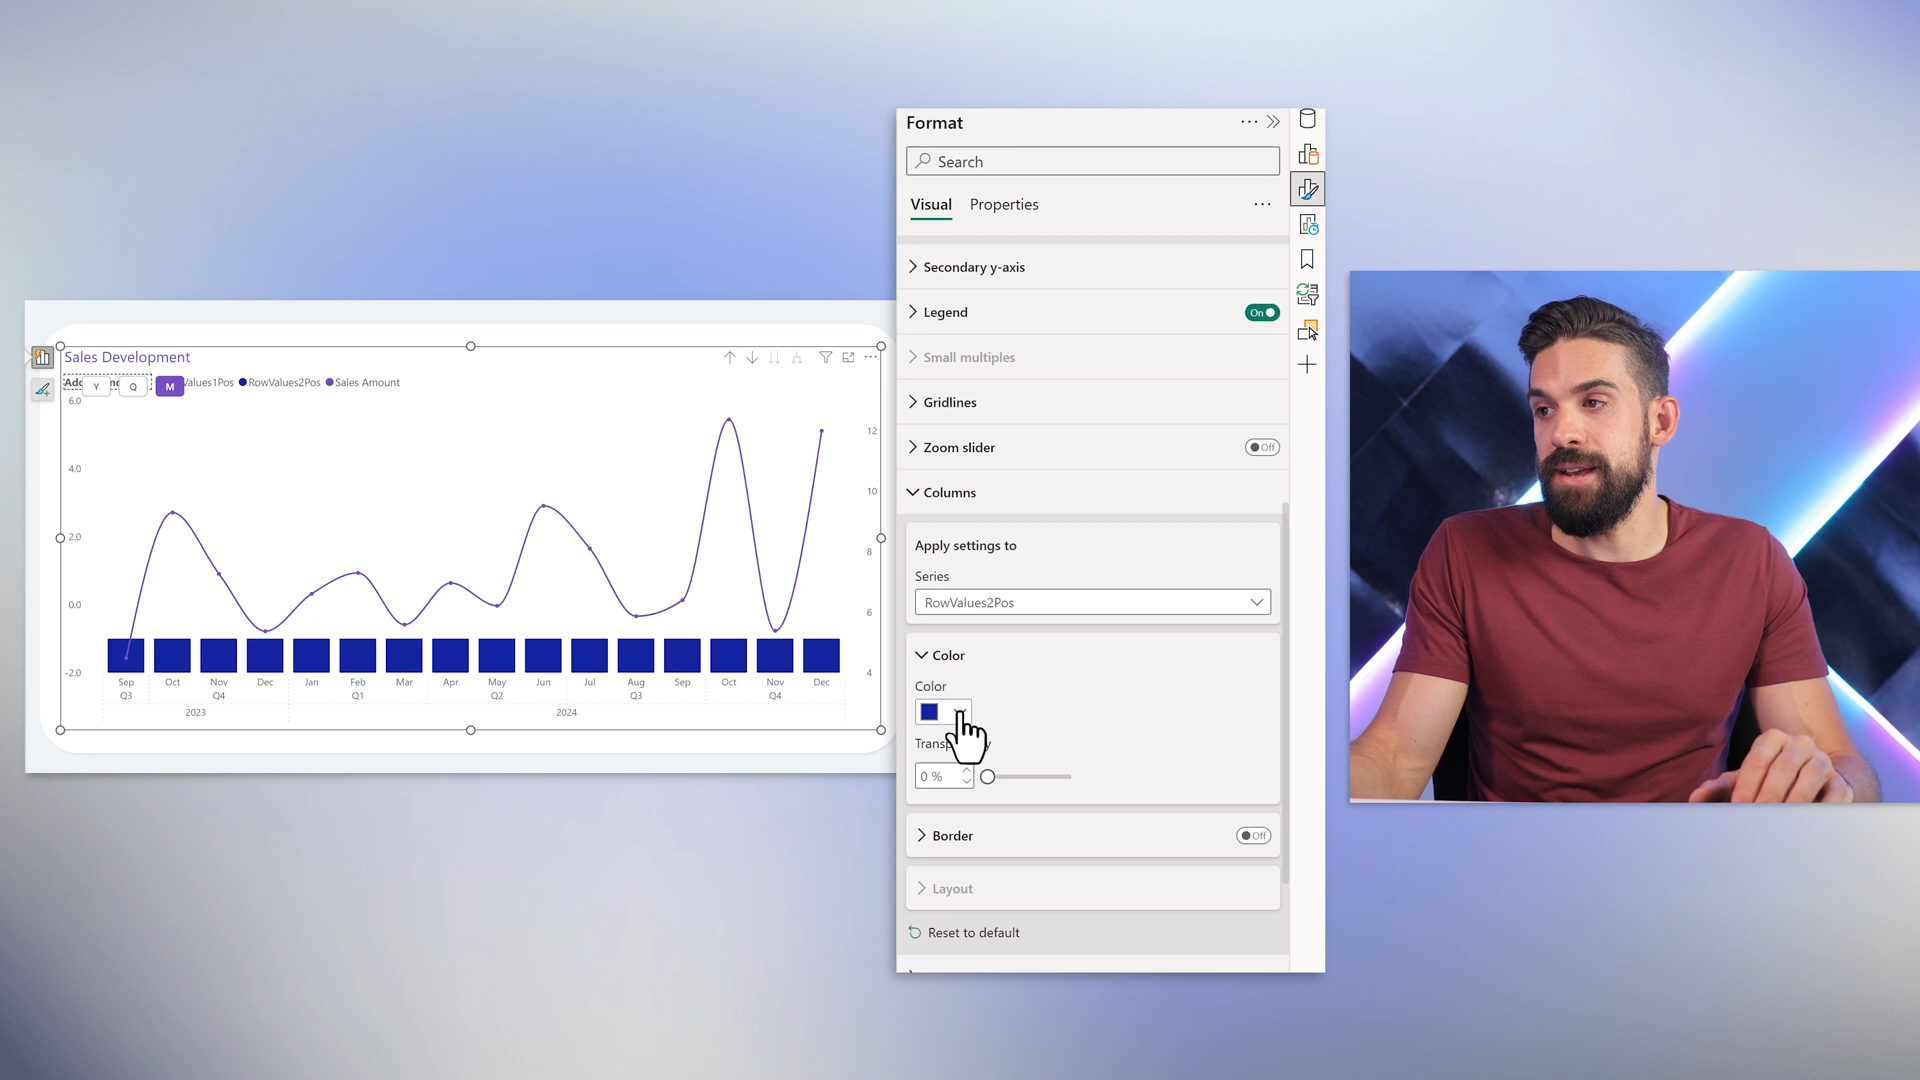 Format
Search
Visual Properties
Secondary y-axis
Legend On
Small multiples
Gridlines
Zoom slider Off
Columns
Apply settings to
Series
RowValues2Pos
Color
Color
0 %
Border Off
Layout
Reset to default
Sales Development
Y Q M Values1Pos RowValues2Pos Sales Amount
6.0
4.0
2.0
0.0
-2.0
12
10
8
6
4
Sep Oct Nov Dec Jan Feb Mar Apr May Jun Jul Aug Sep Oct Nov Dec
Q3 Q4 Q1 Q2 Q3 Q4
2023 2024